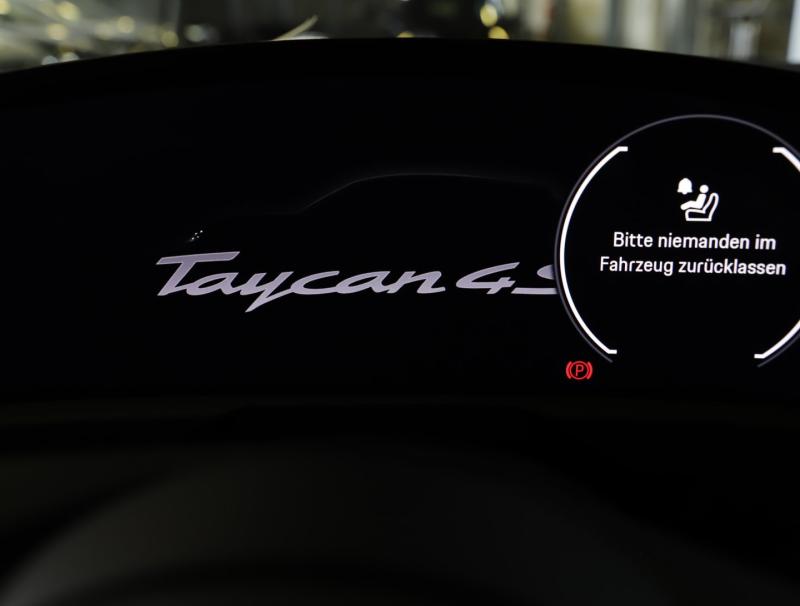 Taycan 4S
Bitte niemanden im
Fahrzeug zurücklassen
P